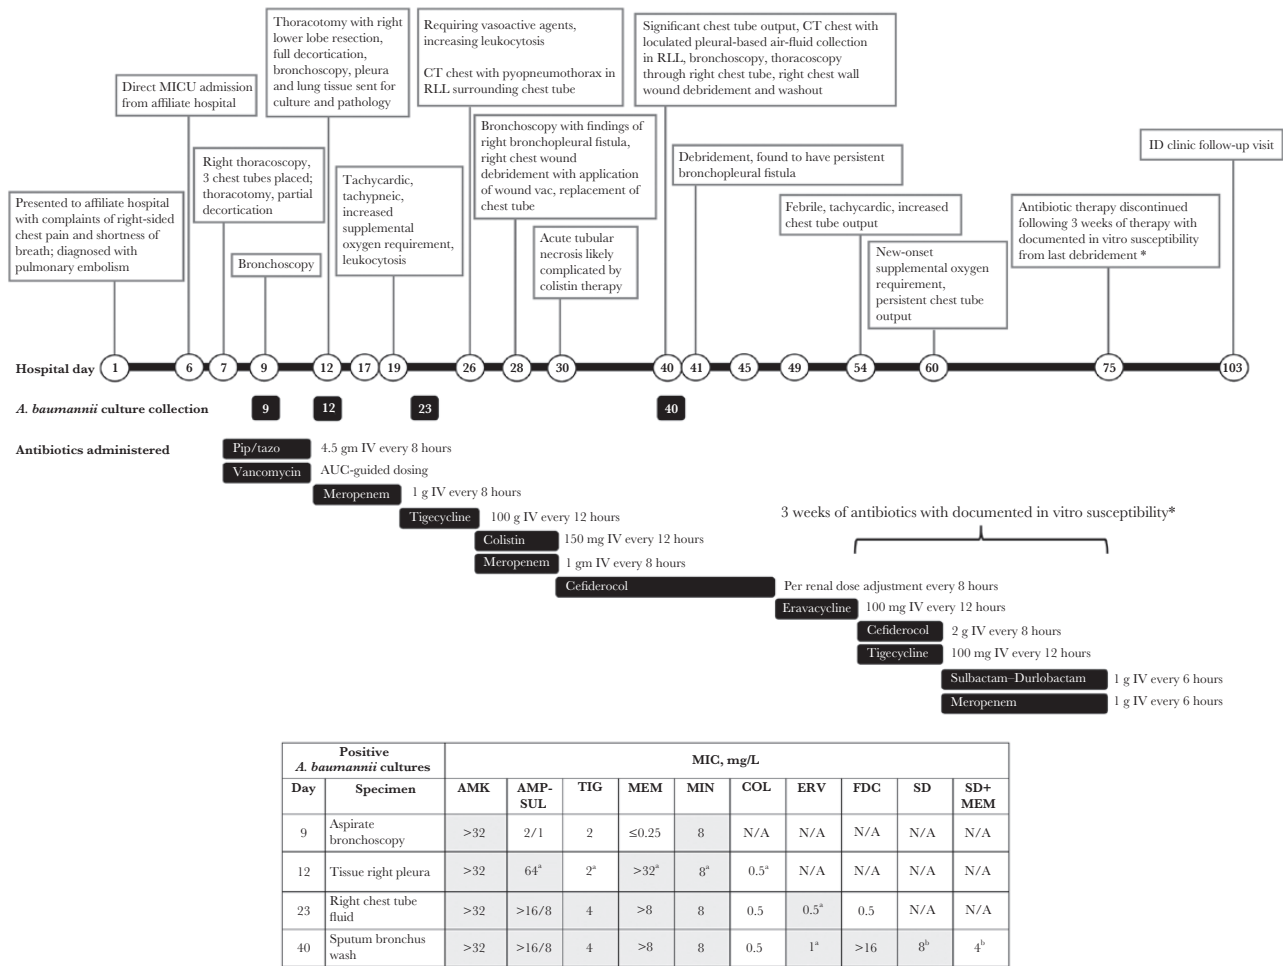 Thoracotomy with right
lower lobe resection,
full decortication,
bronchoscopy, pleura
and lung tissue sent for
culture and pathology
Requiring vasoactive agents,
increasing leukocytosis
CT chest with pyopneumothorax in
RLL surrounding chest tube
Significant chest tube output, CT chest with
loculated pleural-based air-fluid collection
in RLL, bronchoscopy, thoracoscopy
through right chest tube, right chest wall
wound debridement and washout
Direct MICU admission
from affiliate hospital
Bronchoscopy with findings of
right bronchopleural fistula,
right chest wound
debridement with application
of wound vac, replacement of
chest tube
ID clinic follow-up visit
Right thoracoscopy,
3 chest tubes placed;
thoracotomy, partial
decortication
Debridement, found to have persistent
bronchopleural fistula
Tachycardic,
tachypneic,
increased
supplemental
oxygen requirement,
leukocytosis
Presented to affiliate hospital
with complaints of right-sided
chest pain and shortness of
breath; diagnosed with
pulmonary embolism
Febrile, tachycardic, increased
chest tube output
Antibiotic therapy discontinued
following 3 weeks of therapy with
documented in vitro susceptibility
from last debridement *
Acute tubular
necrosis likely
complicated by
colistin therapy
New-onset
supplemental oxygen
requirement,
persistent chest tube
output
Bronchoscopy
Hospital day 1 6 7 9 12 17 19 26 28 30 40 41 45 49 54 60 75 103
A. baumannii culture collection 9 12 23 40
Antibiotics administered
Pip/tazo 4.5 gm IV every 8 hours
Vancomycin AUC-guided dosing
Meropenem 1 g IV every 8 hours
Tigecycline 100 g IV every 12 hours
3 weeks of antibiotics with documented in vitro susceptibility*
Colistin 150 mg IV every 12 hours
Meropenem 1 gm IV every 8 hours
Cefiderocol Per renal dose adjustment every 8 hours
Eravacycline 100 mg IV every 12 hours
Cefiderocol 2 g IV every 8 hours
Tigecycline 100 mg IV every 12 hours
Sulbactam–Durlobactam 1 g IV every 6 hours
Meropenem 1 g IV every 6 hours
Positive
A. baumannii cultures
MIC, mg/L
Day Specimen AMK AMP-SUL TIG MEM MIN COL ERV FDC SD SD+ MEM
9 Aspirate bronchoscopy >32 2/1 2 ≤0.25 8 N/A N/A N/A N/A N/A
12 Tissue right pleura >32 64ᵃ 2ᵃ >32ᵃ 8ᵃ 0.5ᵃ N/A N/A N/A N/A
23 Right chest tube fluid >32 >16/8 4 >8 8 0.5 0.5ᵃ 0.5 N/A N/A
40 Sputum bronchus wash >32 >16/8 4 >8 8 0.5 1ᵃ >16 8ᵇ 4ᵇ